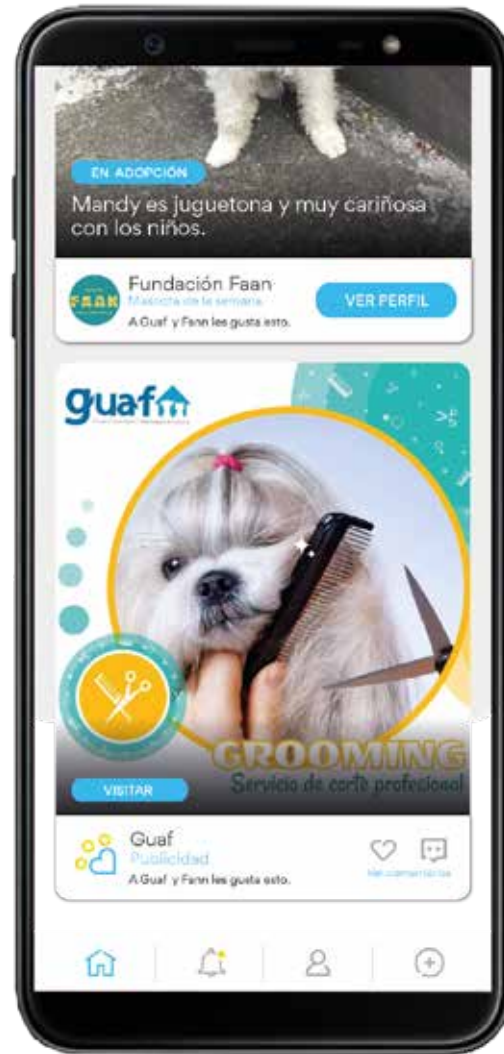 EN ADOPCIÓN
Mandy es juguetona y muy cariñosa
con los niños.
FAAN
Fundación Faan
Mascota de la semana
A Guaf y Fann les gusta esto.
VER PERFIL
guaf
GROOMING
Servicio de corte profesional
VISITAR
Guaf
Publicidad
A Guaf y Fann les gusta esto.
Ver comentarios